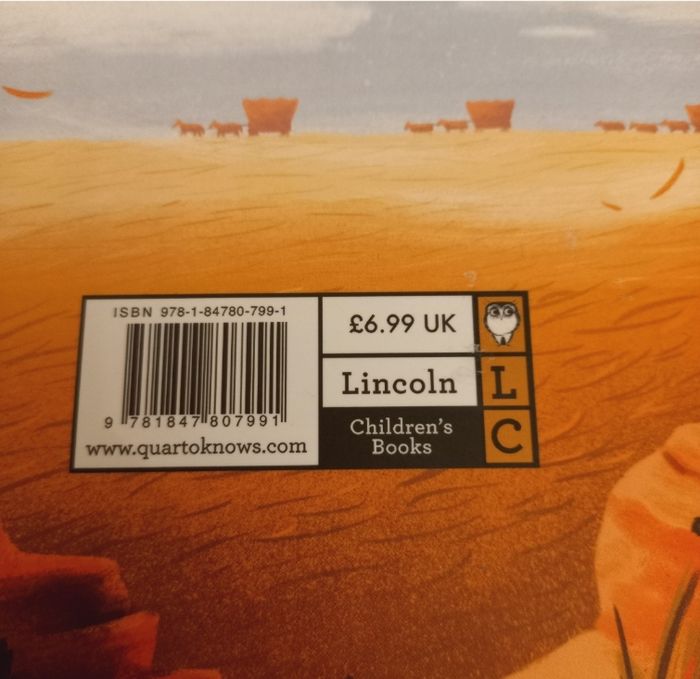 ISBN 978-1-84780-799-1
9 781847 807991
www.quartoknows.com
£6.99 UK
Lincoln
Children's
Books
L
C